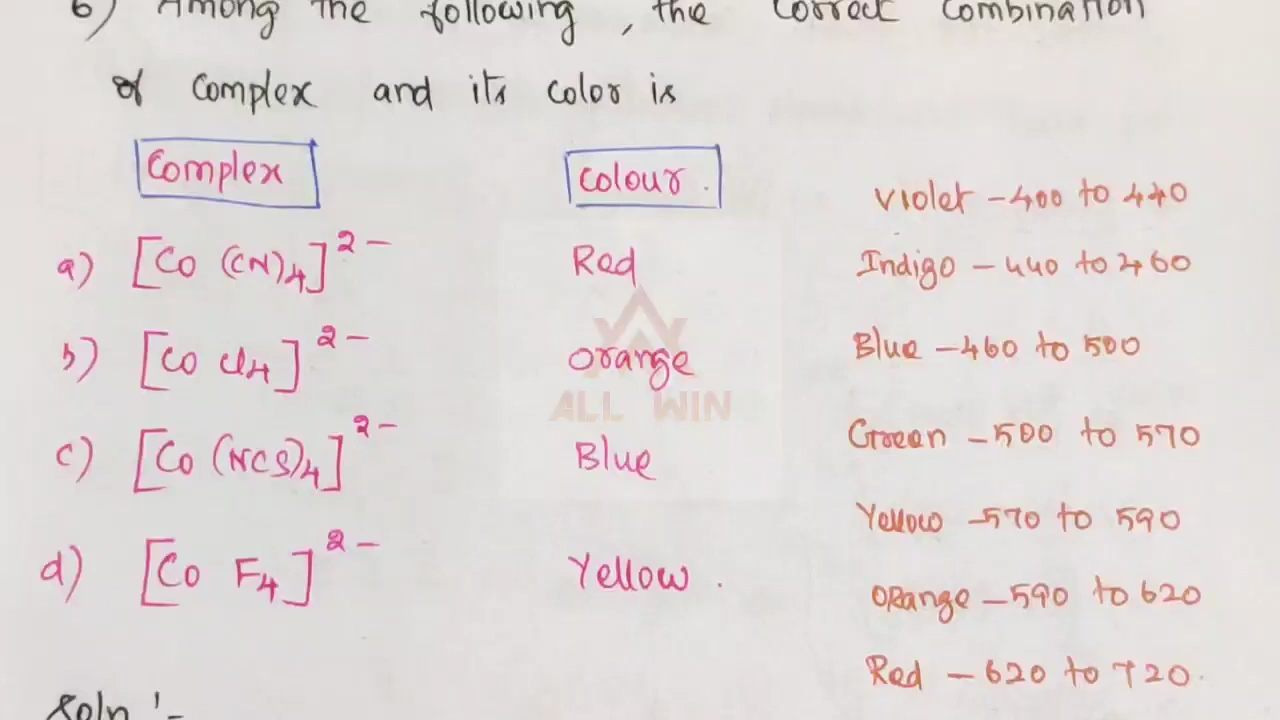 6) Among the following, the correct combination
of complex and its color is
Complex Colour.
a) [Co (CN)4]2- Red
b) [Co Cl4]2- Orange
c) [Co (NCS)4]2- Blue
d) [Co F4]2- Yellow.
Violet - 400 to 440
Indigo - 440 to 460
Blue - 460 to 500
Green - 500 to 570
Yellow - 570 to 590
Orange - 590 to 620
Red - 620 to 720.
ALL WIN
Soln :-